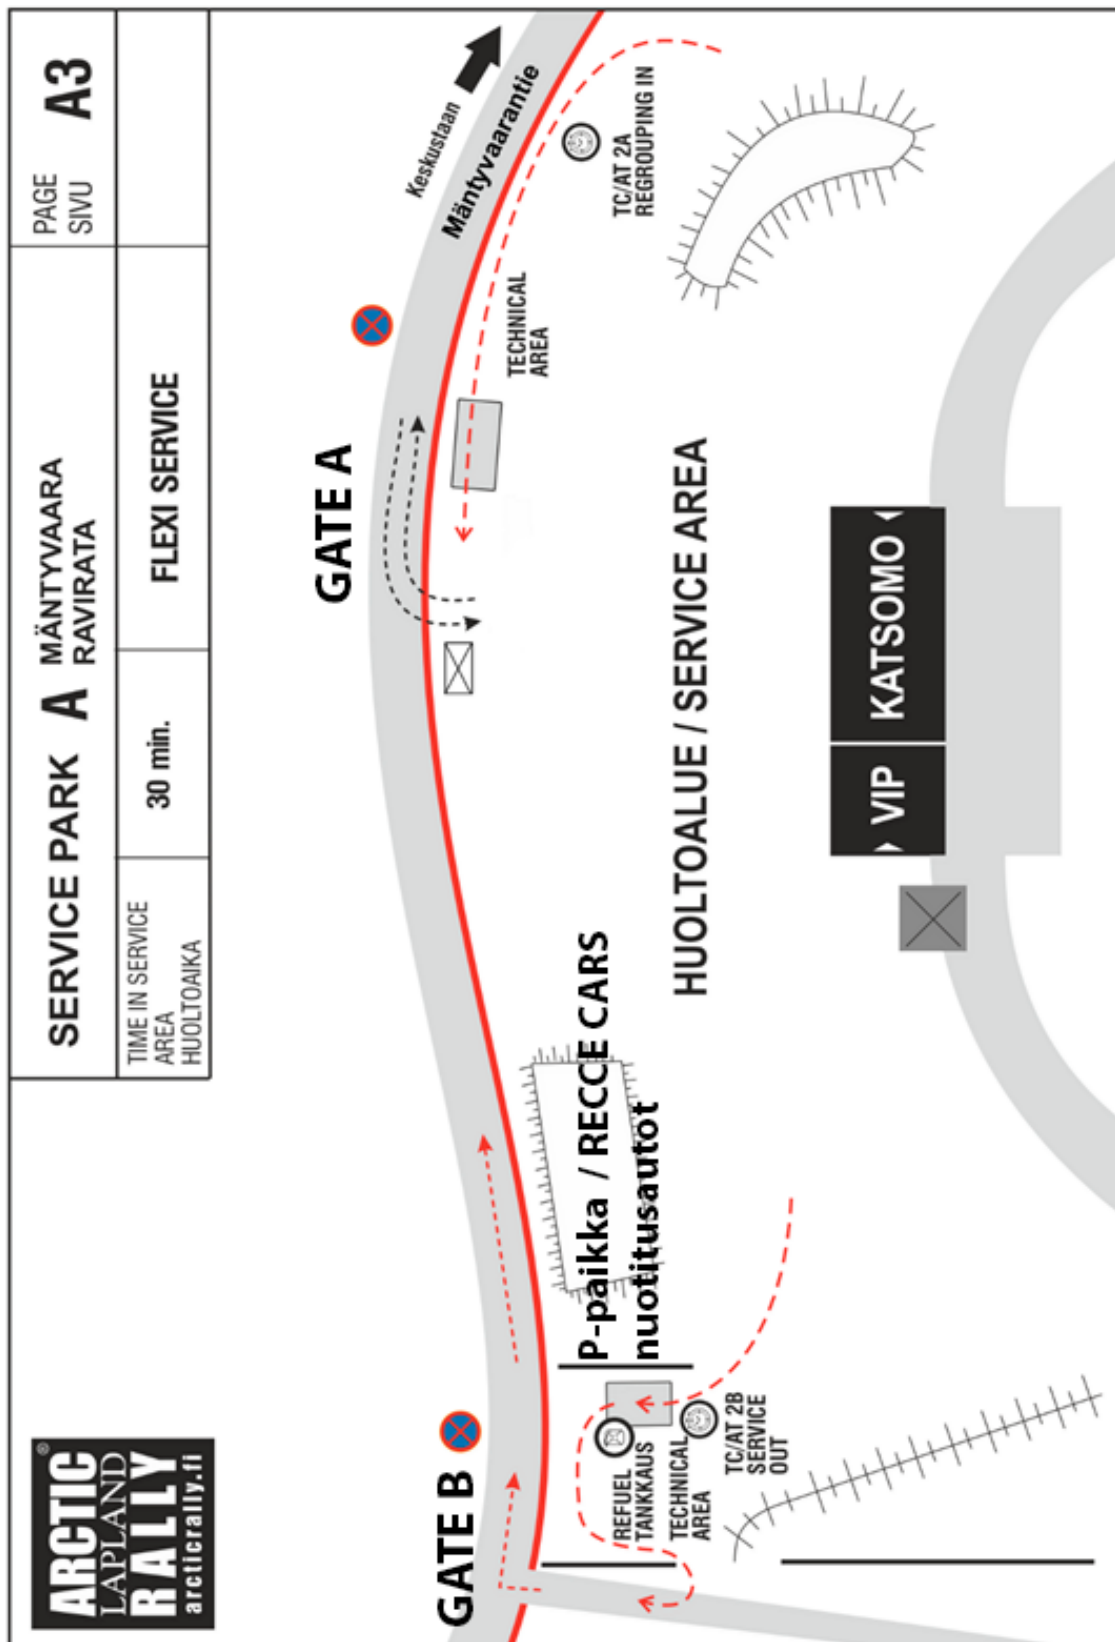 ARCTIC®
LAPLAND
RALLY
arcticrally.fi
SERVICE PARK A MÄNTYVAARA
RAVIRATA
PAGE
SIVU
A3
TIME IN SERVICE
AREA
HUOLTOAIKA
30 min.
FLEXI SERVICE
GATE B
GATE A
Keskustaan
Mäntyvaarantie
TECHNICAL
AREA
TC/AT 2A
REGROUPING IN
P-paikka / RECCE CARS
nuotitusautot
REFUEL
TANKKAUS
TECHNICAL
AREA
TC/AT 2B
SERVICE
OUT
HUOLTOALUE / SERVICE AREA
VIP
KATSOMO